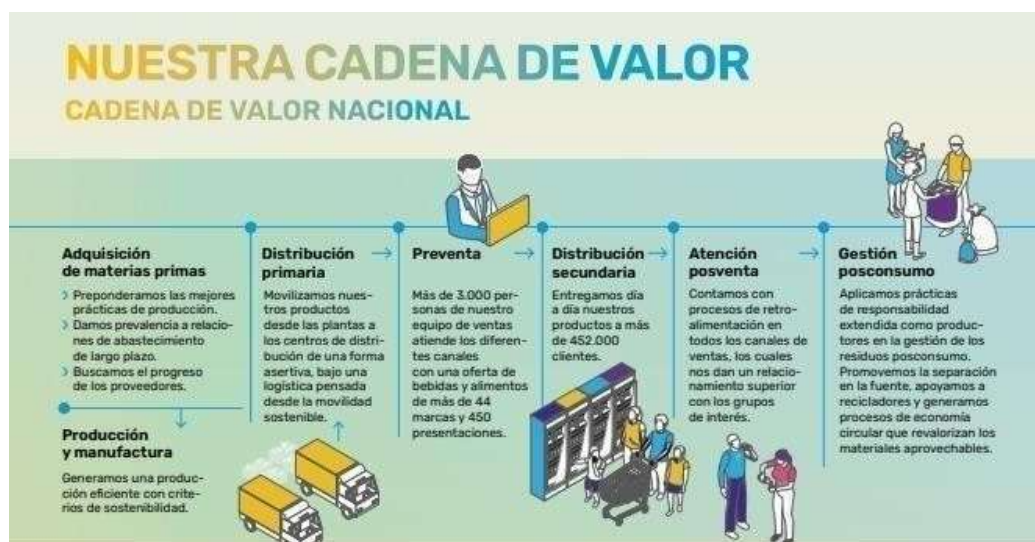 NUESTRA CADENA DE VALOR
CADENA DE VALOR NACIONAL
Adquisición
de materias primas
Preponderamos las mejores
prácticas de producción.
Damos prevalencia a relacio-
nes de abastecimiento
de largo plazo.
Buscamos el progreso
de los proveedores.
Producción
y manufactura
Generamos una produc-
ción eficiente con crite-
rios de sostenibilidad.
Distribución
primaria
Movilizamos nues-
tros productos
desde las plantas a
los centros de distri-
bución de una forma
asertiva, bajo una
logística pensada
desde la movilidad
sostenible.
Preventa
Más de 3.000 per-
sonas de nuestro
equipo de ventas
atiende los diferen-
tes canales
con una oferta de
bebidas y alimentos
de más de 44
marcas y 450
presentaciones.
Distribución
secundaria
Entregamos día
a día nuestros
productos a más
de 452.000
clientes.
Atención
posventa
Contamos con
procesos de retro-
alimentación en
todos los canales de
ventas, los cuales
nos dan un relacio-
namiento superior
con los grupos
de interés.
Gestión
posconsumo
Aplicamos prácticas
de responsabilidad
extendida como produc-
tores en la gestión de los
residuos posconsumo.
Promovemos la separación
en la fuente, apoyamos a
recicladores y generamos
procesos de economía
circular que revalorizan los
materiales aprovechables.